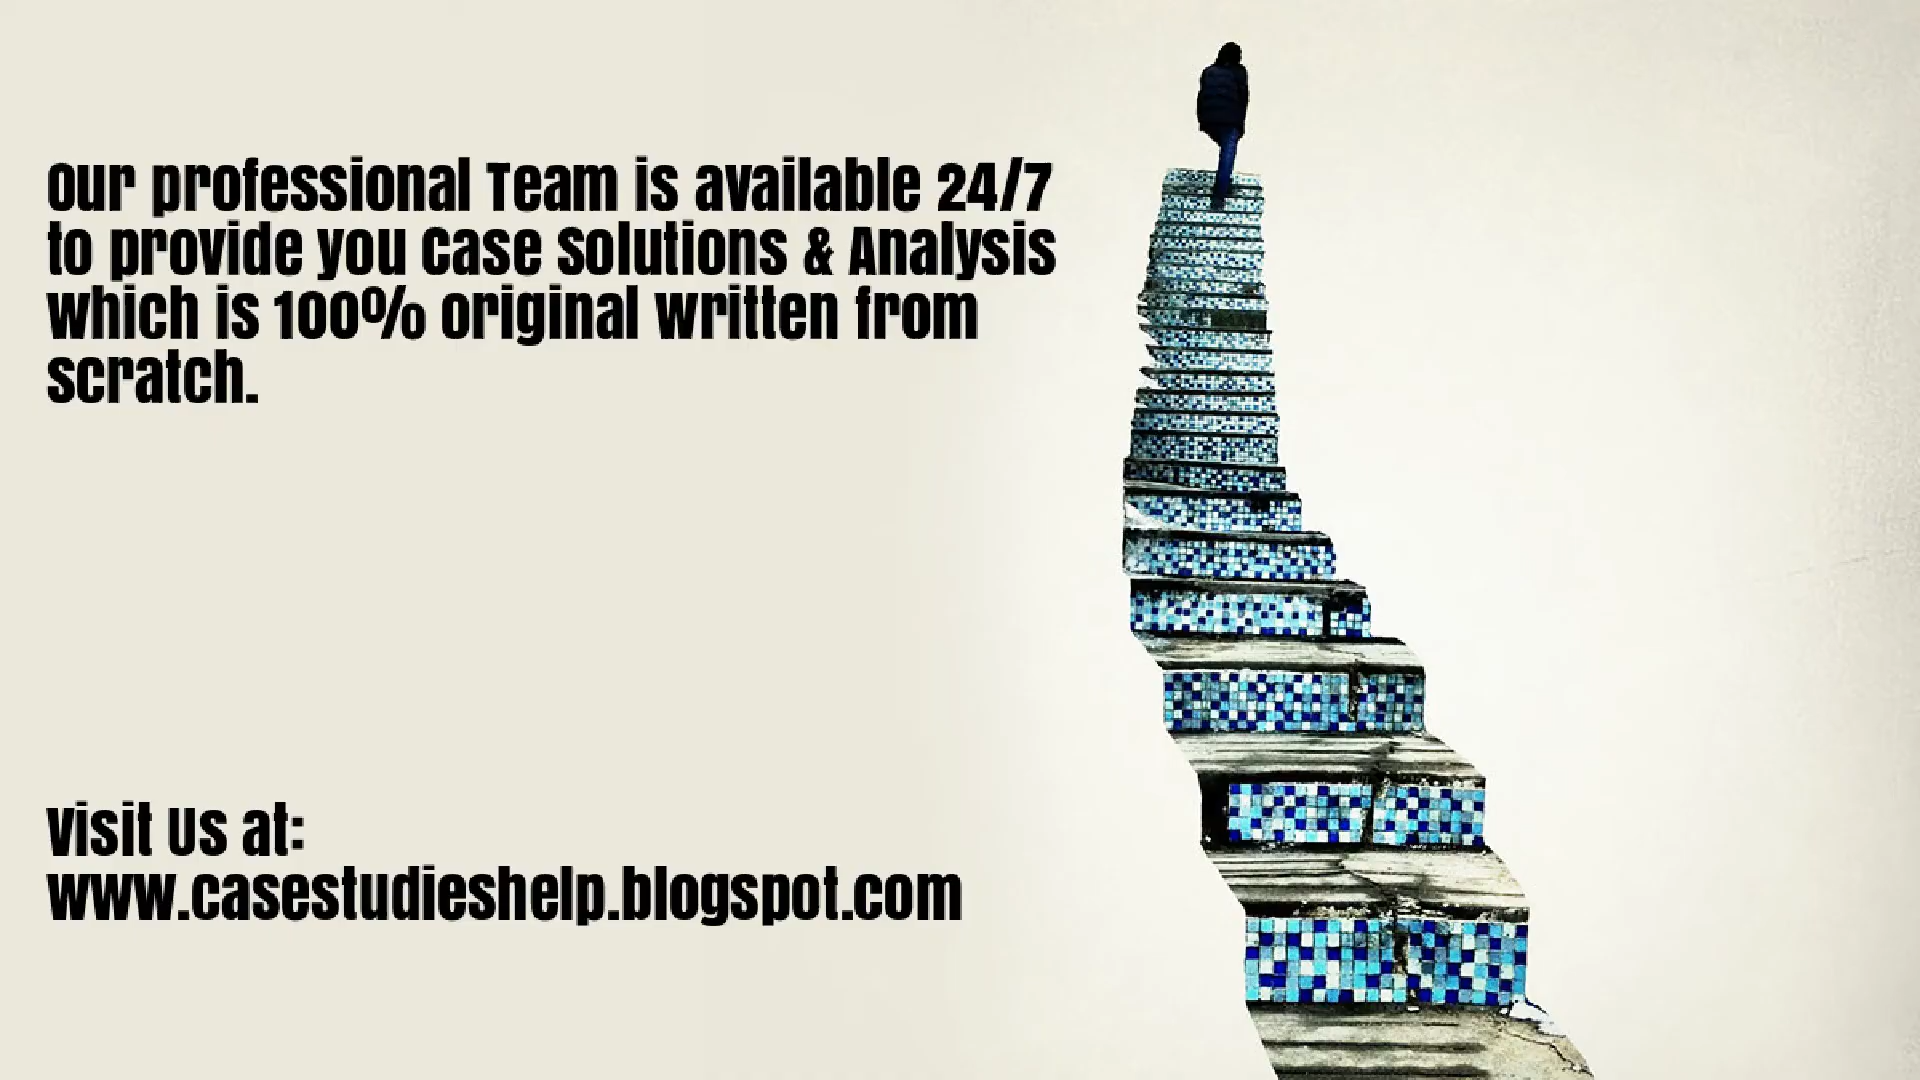 Our professional Team is available 24/7
to provide you Case Solutions & Analysis
which is 100% original written from
scratch.
Visit Us at:
www.casestudieshelp.blogspot.com